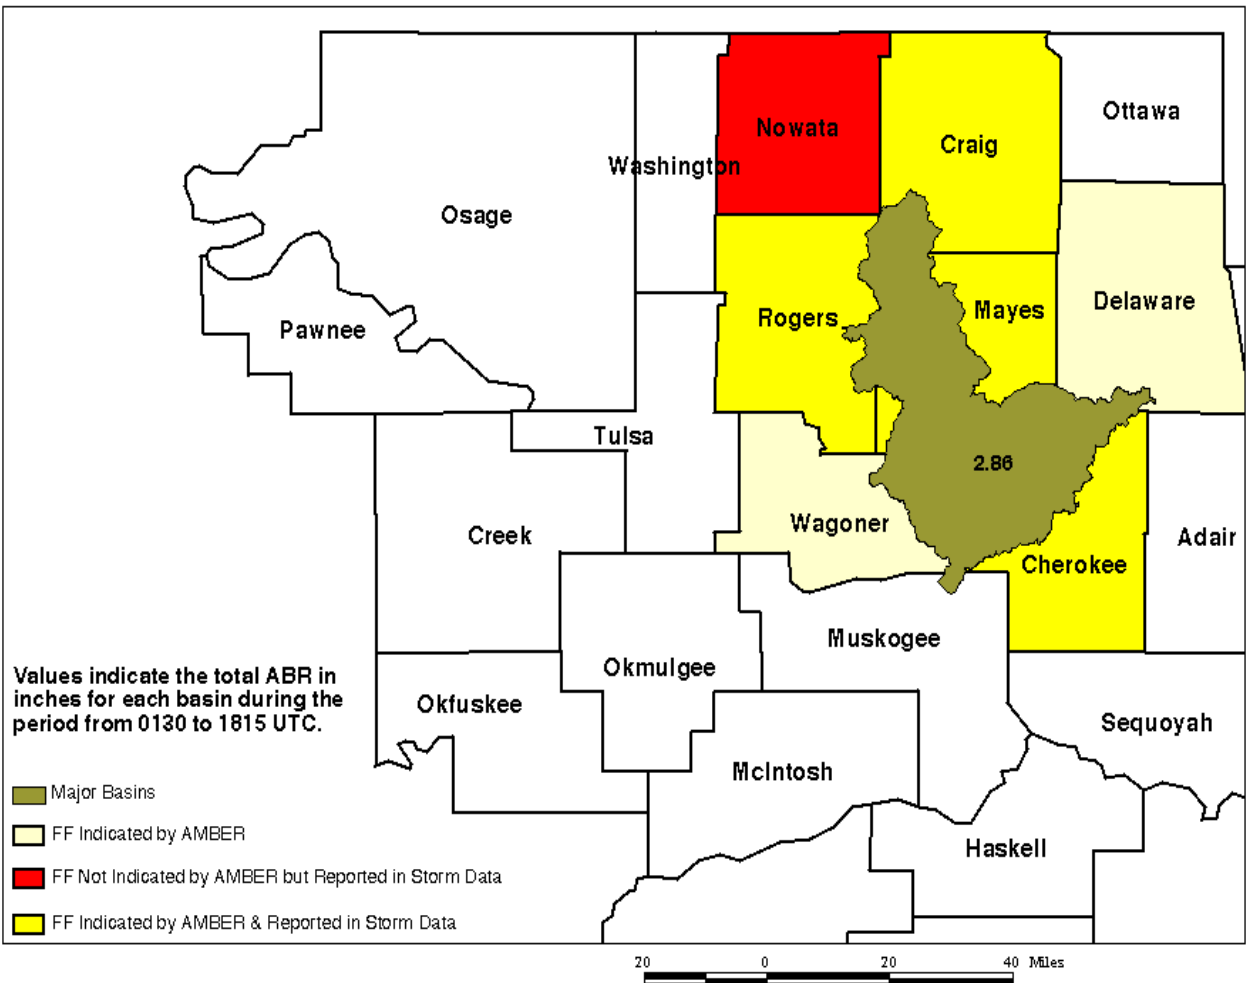 Nowata
Craig
Ottawa
Washington
Osage
Rogers
Mayes
Delaware
Pawnee
Tulsa
2.86
Creek
Wagoner
Adair
Cherokee
Muskogee
Okmulgee
Okfuskee
Sequoyah
McIntosh
Haskell
Values indicate the total ABR in
inches for each basin during the
period from 0130 to 1815 UTC.
Major Basins
FF Indicated by AMBER
FF Not Indicated by AMBER but Reported in Storm Data
FF Indicated by AMBER & Reported in Storm Data
20 0 20 40 Miles